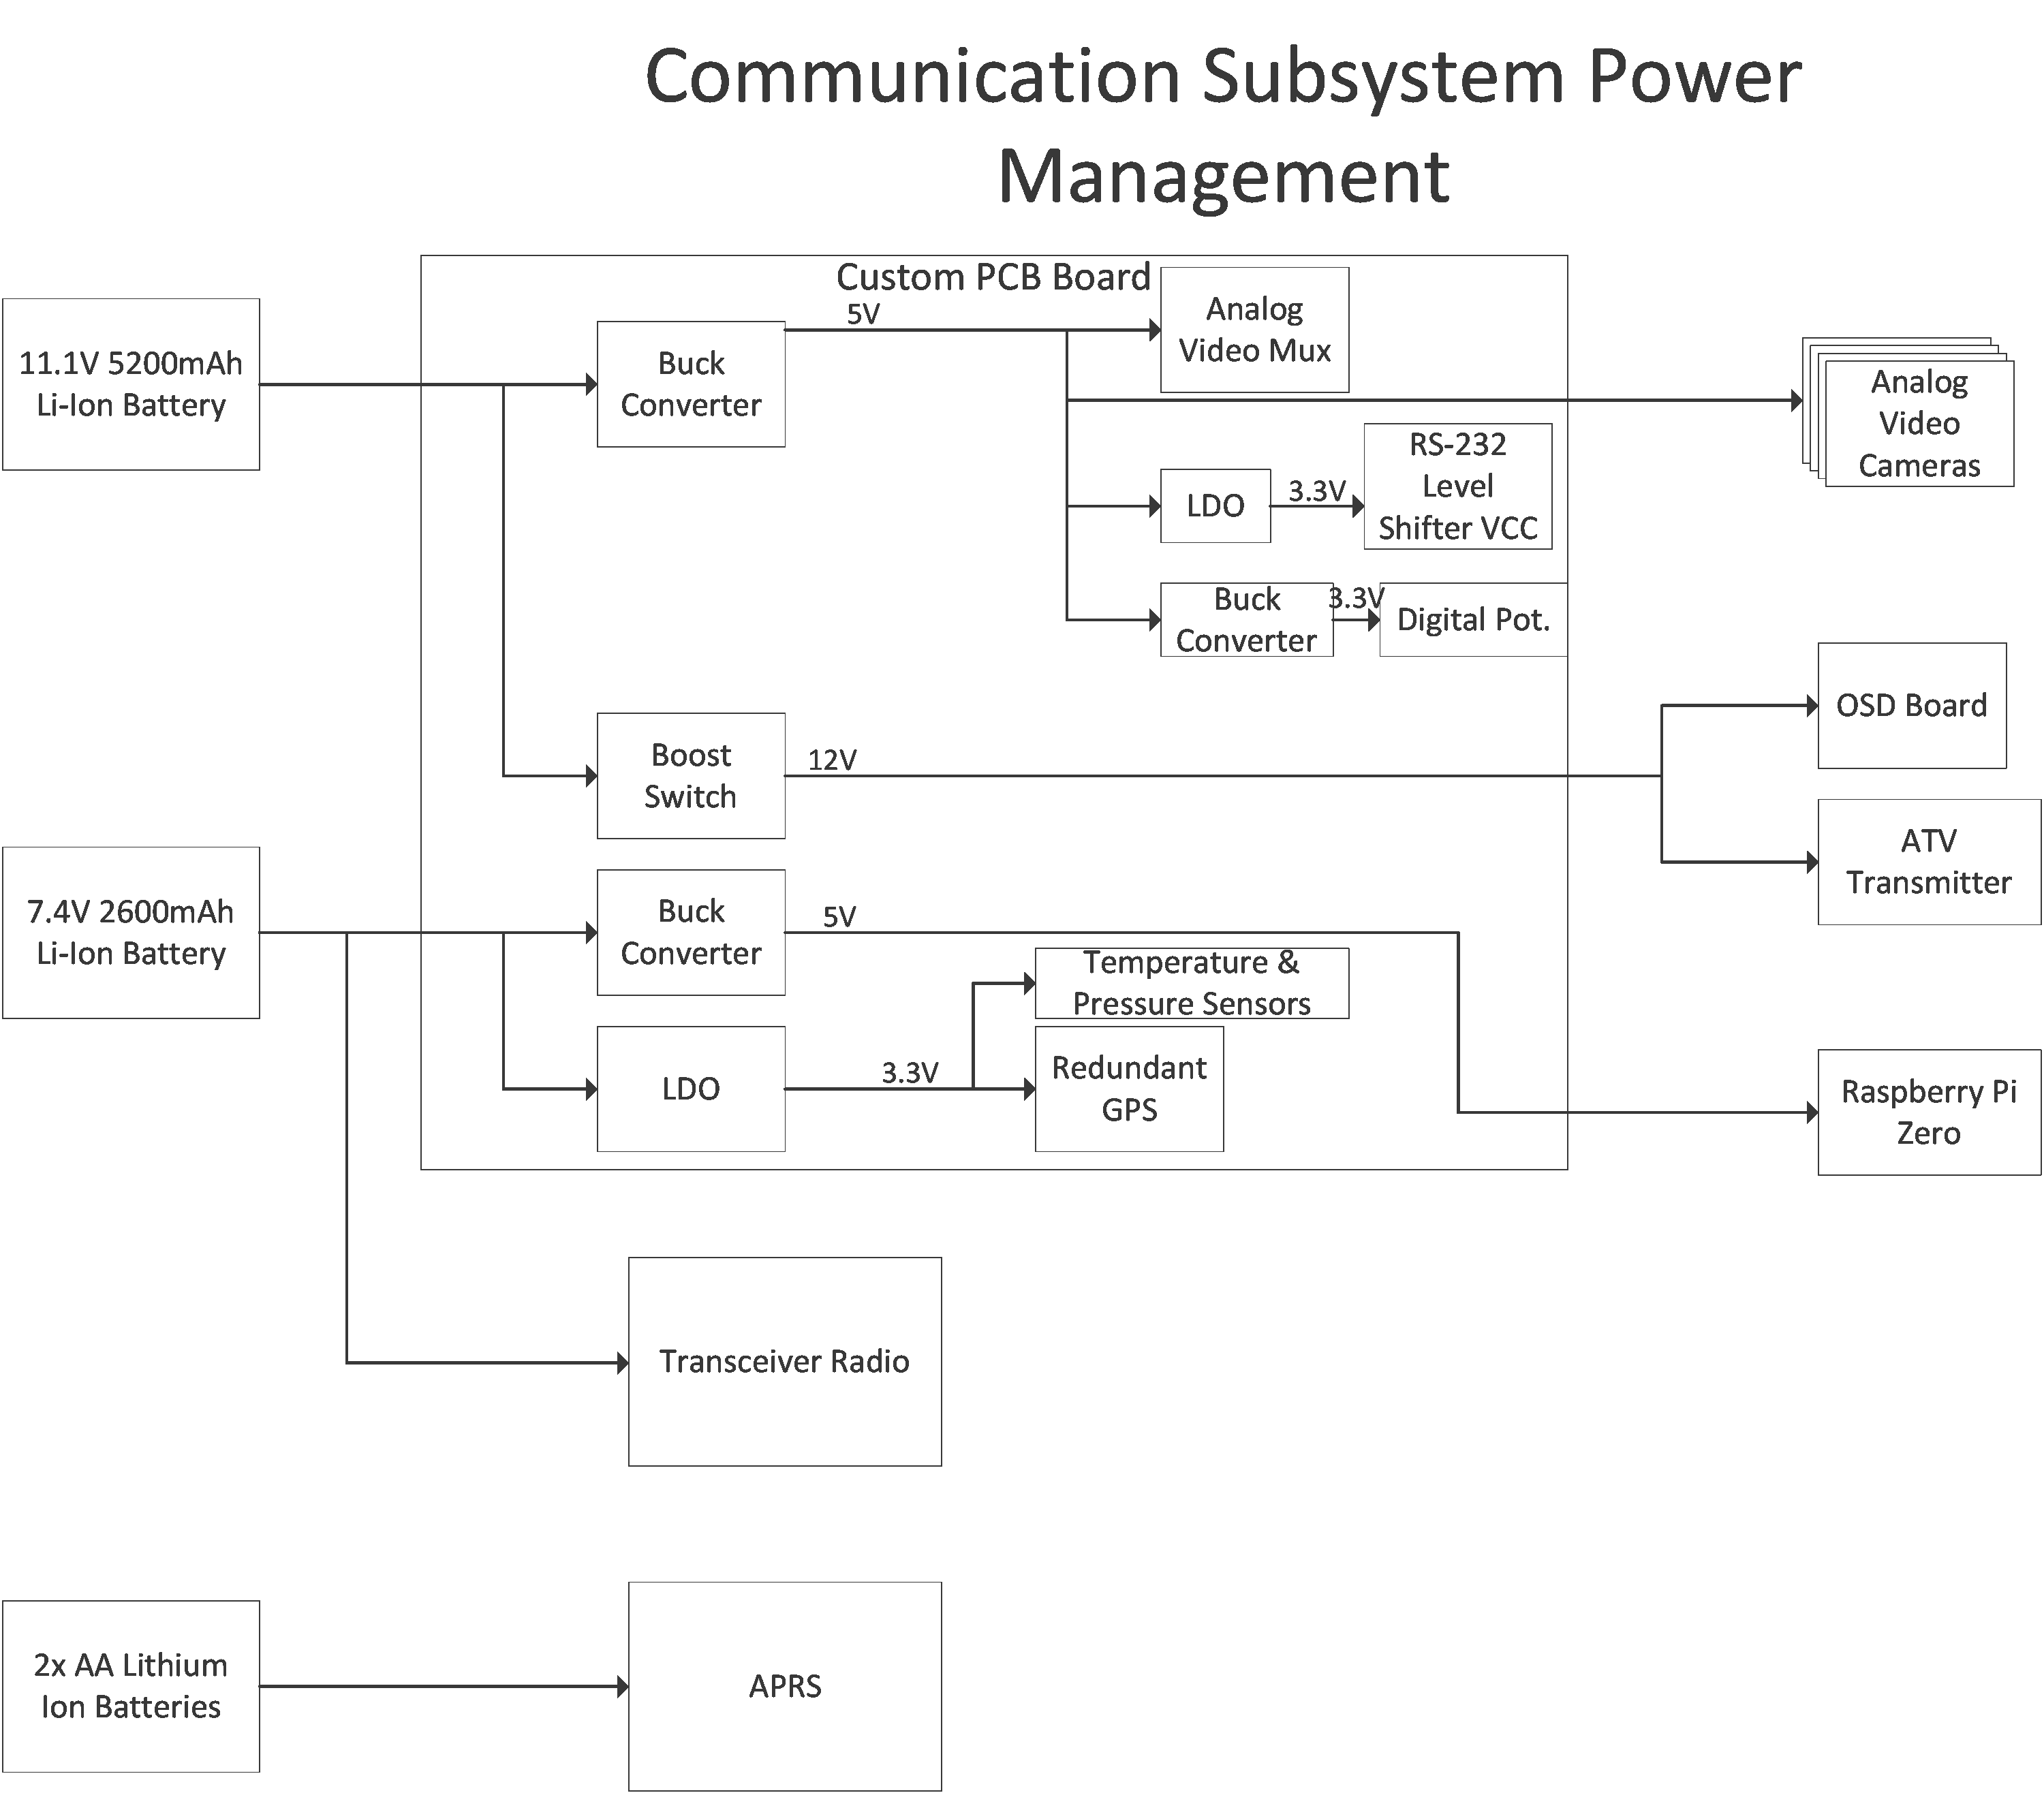 Communication Subsystem Power
Management
Custom PCB Board
11.1V 5200mAh
Li-Ion Battery
Buck
Converter
5V
Analog
Video Mux
Analog
Video
Cameras
LDO
3.3V
RS-232
Level
Shifter VCC
Buck
Converter
3.3V
Digital Pot.
Boost
Switch
12V
OSD Board
ATV
Transmitter
7.4V 2600mAh
Li-Ion Battery
Buck
Converter
5V
Temperature &
Pressure Sensors
LDO
3.3V
Redundant
GPS
Raspberry Pi
Zero
Transceiver Radio
2x AA Lithium
Ion Batteries
APRS